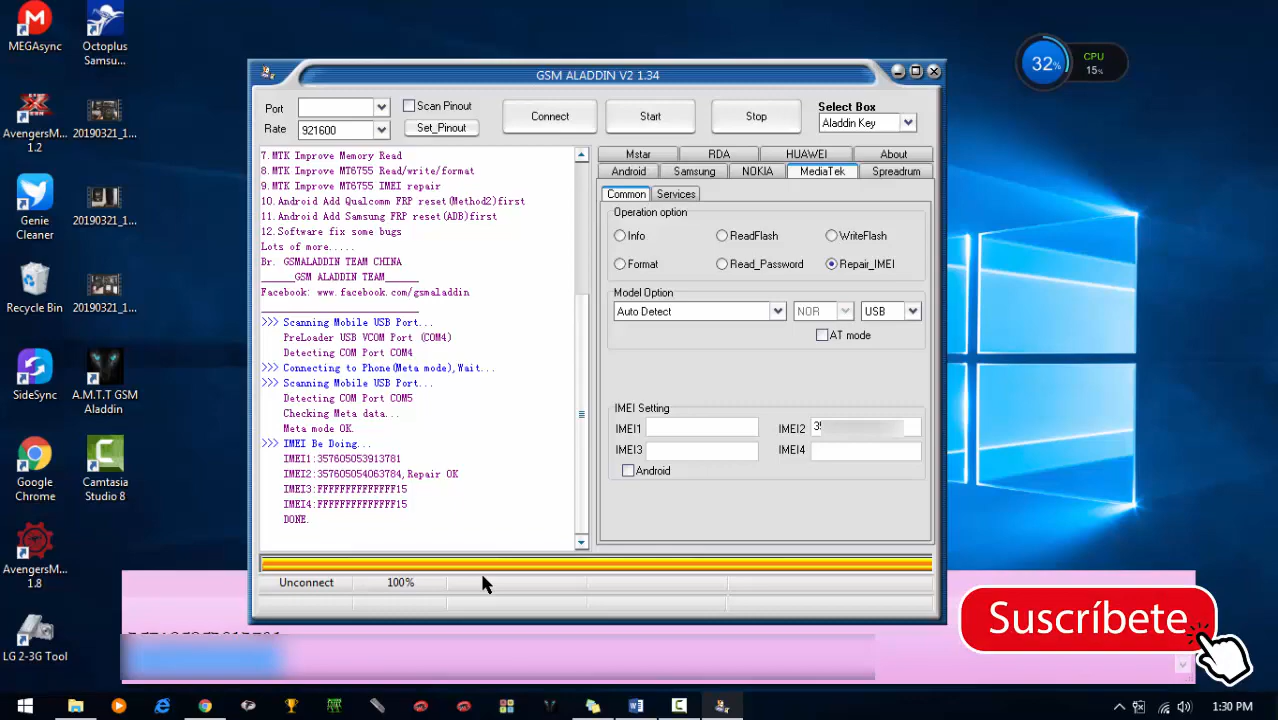 MEGAsync
Octoplus
Samsu...
AvengersM...
1.2
20190321_1...
Genie
Cleaner
20190321_1...
Recycle Bin
20190321_1...
SideSync
A.M.T.T GSM
Aladdin
Google
Chrome
Camtasia
Studio 8
AvengersM...
1.8
LG 2-3G Tool
32%
CPU
15%
GSM ALADDIN V2 1.34
Port
Scan Pinout
Rate
921600
Set_Pinout
Connect
Start
Stop
Select Box
Aladdin Key
7.MTK Improve Memory Read
8.MTK Improve MT6755 Read/write/format
9.MTK Improve MT6755 IMEI repair
10.Android Add Qualcomm FRP reset(Method2)first
11.Android Add Samsung FRP reset(ADB)first
12.Software fix some bugs
Lots of more.....
Br. GSMALADDIN TEAM CHINA
_____GSM ALADDIN TEAM_____
Facebook: www.facebook.com/gsmaladdin
>>> Scanning Mobile USB Port...
PreLoader USB VCOM Port (COM4)
Detecting COM Port COM4
>>> Connecting to Phone(Meta mode),Wait...
>>> Scanning Mobile USB Port...
Detecting COM Port COM5
Checking Meta data...
Meta mode OK.
>>> IMEI Be Doing...
IMEI1:357605053913781
IMEI2:357605054063784,Repair OK
IMEI3:FFFFFFFFFFFFFF15
IMEI4:FFFFFFFFFFFFFF15
DONE.
Mstar RDA HUAWEI About
Android Samsung NOKIA MediaTek Spreadrum
Common Services
Operation option
Info ReadFlash WriteFlash
Format Read_Password Repair_IMEI
Model Option
Auto Detect NOR USB
AT mode
IMEI Setting
IMEI1 IMEI2 35
IMEI3 IMEI4
Android
Unconnect 100%
Suscríbete
1:30 PM